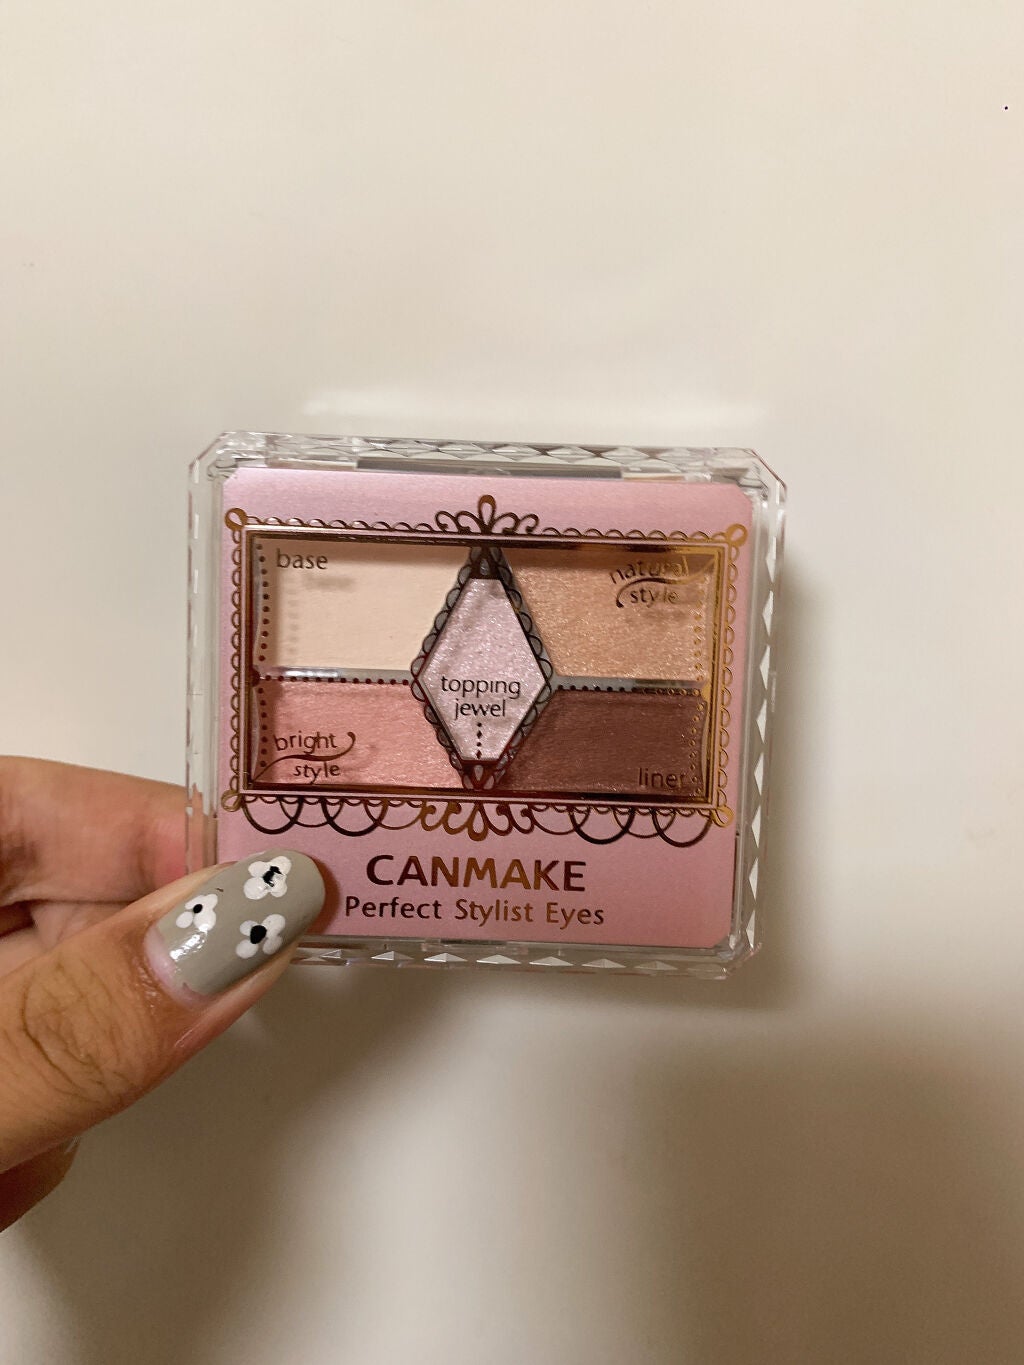 base
natural
style
topping
jewel
bright
style
liner
CANMAKE
Perfect Stylist Eyes